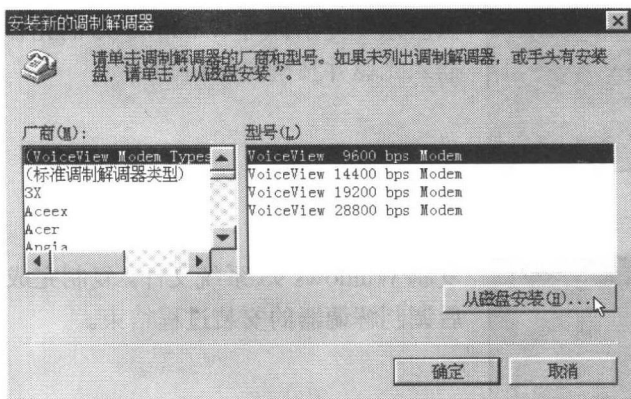 安装新的调制解调器
请单击调制解调器的厂商和型号。如果未列出调制解调器，或手头有安装
盘，请单击“从磁盘安装”。
厂商(M)：
型号(L)
(VoiceView Modem Types
(标准调制解调器类型)
3X
Aceex
Acer
Angia
VoiceView 9600 bps Modem
VoiceView 14400 bps Modem
VoiceView 19200 bps Modem
VoiceView 28800 bps Modem
从磁盘安装(H)...
确定
取消